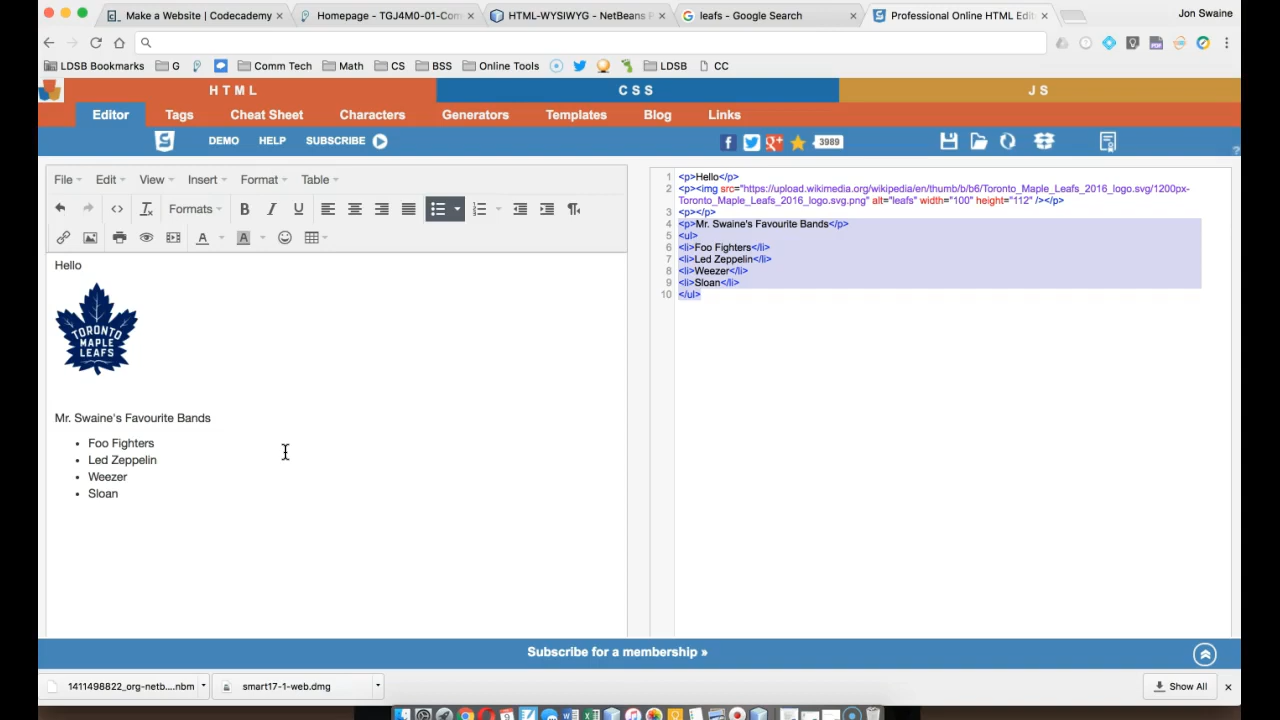 Make a Website | Codecademy
Homepage - TGJ4M0-01-Com
HTML-WYSIWYG - NetBeans P
leafs - Google Search
Professional Online HTML Edit
Jon Swaine
LDSB Bookmarks G Comm Tech Math CS BSS Online Tools LDSB CC
HTML CSS JS
Editor Tags Cheat Sheet Characters Generators Templates Blog Links
DEMO HELP SUBSCRIBE 3989
?
File Edit View Insert Format Table
Formats B I U
A A
Hello
TORONTO
MAPLE
LEAFS
Mr. Swaine's Favourite Bands
• Foo Fighters
• Led Zeppelin
• Weezer
• Sloan
1 <p>Hello</p>
2 <p><img src="https://upload.wikimedia.org/wikipedia/en/thumb/b/b6/Toronto_Maple_Leafs_2016_logo.svg/1200px-
Toronto_Maple_Leafs_2016_logo.svg.png" alt="leafs" width="100" height="112" /></p>
3 <p></p>
4 <p>Mr. Swaine's Favourite Bands</p>
5 <ul>
6 <li>Foo Fighters</li>
7 <li>Led Zeppelin</li>
8 <li>Weezer</li>
9 <li>Sloan</li>
10 </ul>
Subscribe for a membership »
1411498822_org-netb....nbm
smart17-1-web.dmg
Show All